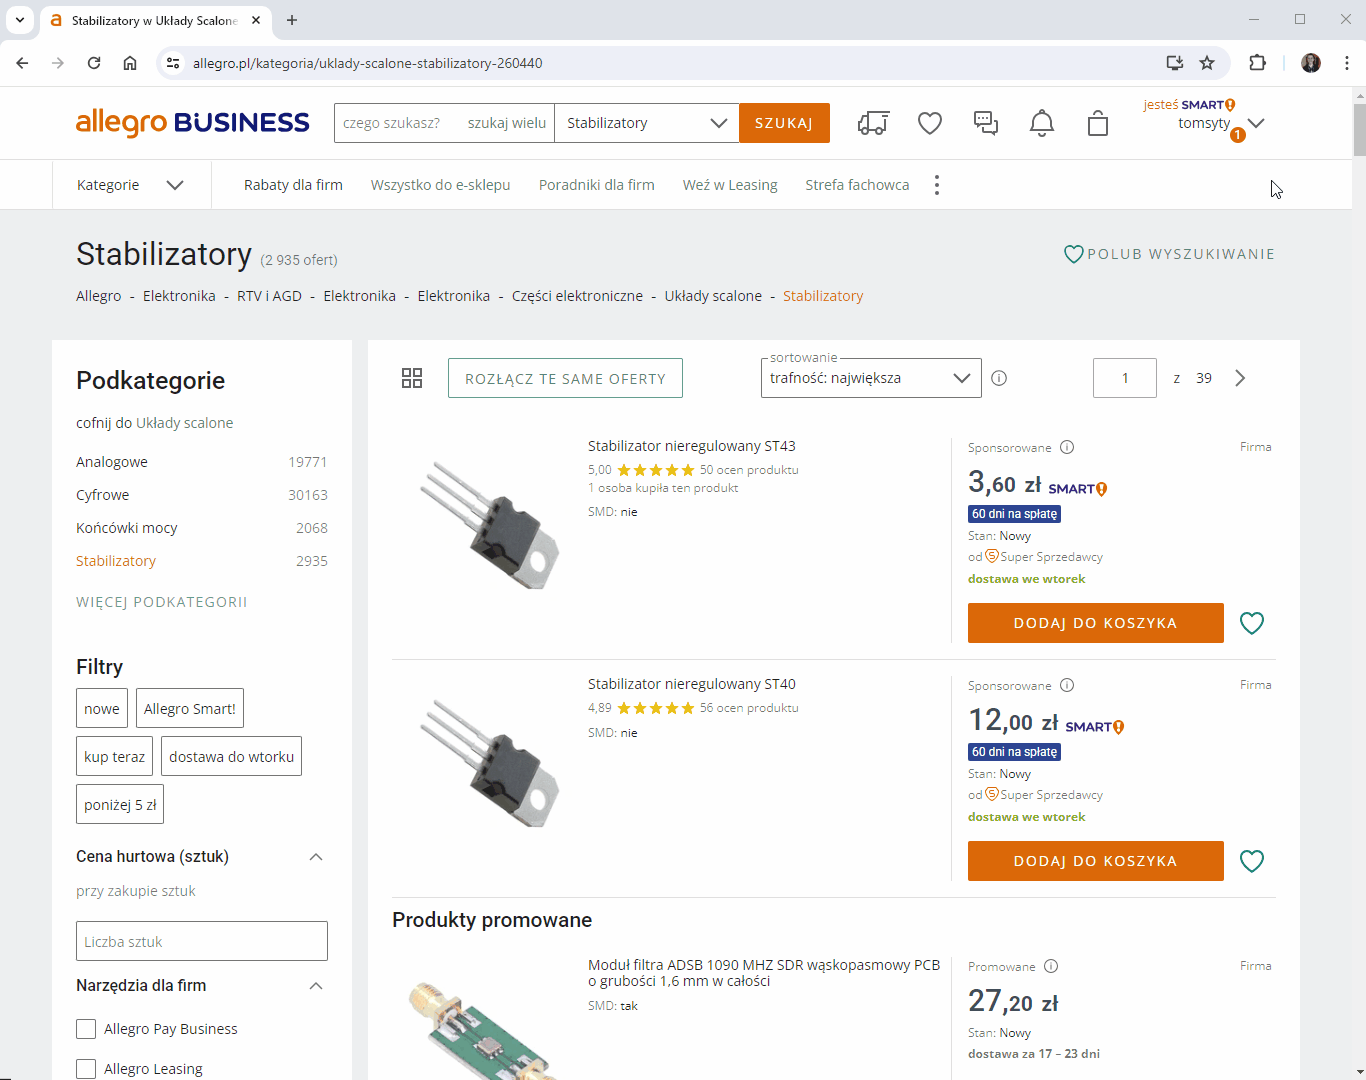 Stabilizatory w Układy Scalone
allegro.pl/kategoria/uklady-scalone-stabilizatory-260440
allegro BUSINESS
czego szukasz?
szukaj wielu
Stabilizatory
SZUKAJ
jesteś SMART!
tomsyty
1
Kategorie
Rabaty dla firm
Wszystko do e-sklepu
Poradniki dla firm
Weź w Leasing
Strefa fachowca
Stabilizatory (2 935 ofert)
POLUB WYSZUKIWANIE
Allegro - Elektronika - RTV i AGD - Elektronika - Elektronika - Części elektroniczne - Układy scalone - Stabilizatory
Podkategorie
cofnij do Układy scalone
Analogowe 19771
Cyfrowe 30163
Końcówki mocy 2068
Stabilizatory 2935
WIĘCEJ PODKATEGORII
Filtry
nowe
Allegro Smart!
kup teraz
dostawa do wtorku
poniżej 5 zł
Cena hurtowa (sztuk)
przy zakupie sztuk
Liczba sztuk
Narzędzia dla firm
Allegro Pay Business
Allegro Leasing
ROZŁĄCZ TE SAME OFERTY
sortowanie
trafność: największa
1 z 39
Stabilizator nieregulowany ST43
5,00 50 ocen produktu
1 osoba kupiła ten produkt
SMD: nie
Sponsorowane
Firma
3,60 zł SMART!
60 dni na spłatę
Stan: Nowy
od Super Sprzedawcy
dostawa we wtorek
DODAJ DO KOSZYKA
Stabilizator nieregulowany ST40
4,89 56 ocen produktu
SMD: nie
Sponsorowane
Firma
12,00 zł SMART!
60 dni na spłatę
Stan: Nowy
od Super Sprzedawcy
dostawa we wtorek
DODAJ DO KOSZYKA
Produkty promowane
Moduł filtra ADSB 1090 MHZ SDR wąskopasmowy PCB
o grubości 1,6 mm w całości
SMD: tak
Promowane
Firma
27,20 zł
Stan: Nowy
dostawa za 17 – 23 dni